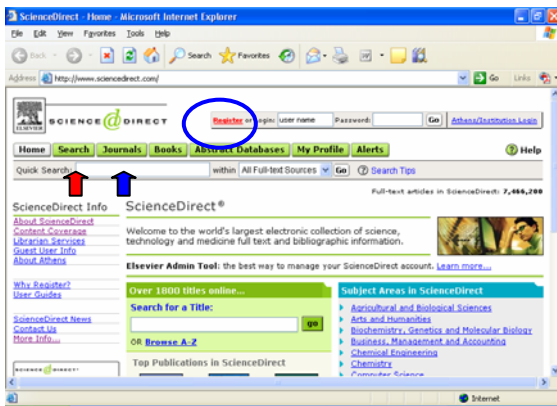 ScienceDirect - Home - Microsoft Internet Explorer
File Edit View Favorites Tools Help
Back Search Favorites
Address http://www.sciencedirect.com/ Go Links
ELSEVIER SCIENCE @ DIRECT Register or Login: user name Password: Go Athens/Institution Login
Home Search Journals Books Abstract Databases My Profile Alerts ? Help
Quick Search: within All Full-text Sources Go ? Search Tips
Full-text articles in ScienceDirect: 7,466,200
ScienceDirect Info
About ScienceDirect
Content Coverage
Librarian Services
Guest User Info
About Athens
Why Register?
User Guides
ScienceDirect News
Contact Us
More Info...
SCIENCE @ DIRECT
ScienceDirect®
Welcome to the world's largest electronic collection of science,
technology and medicine full text and bibliographic information.
Elsevier Admin Tool: the best way to manage your ScienceDirect account. Learn more...
Over 1800 titles online...
Search for a Title:
go
OR Browse A-Z
Top Publications in ScienceDirect
Subject Areas in ScienceDirect
Agricultural and Biological Sciences
Arts and Humanities
Biochemistry, Genetics and Molecular Biology
Business, Management and Accounting
Chemical Engineering
Chemistry
Computer Science
Internet